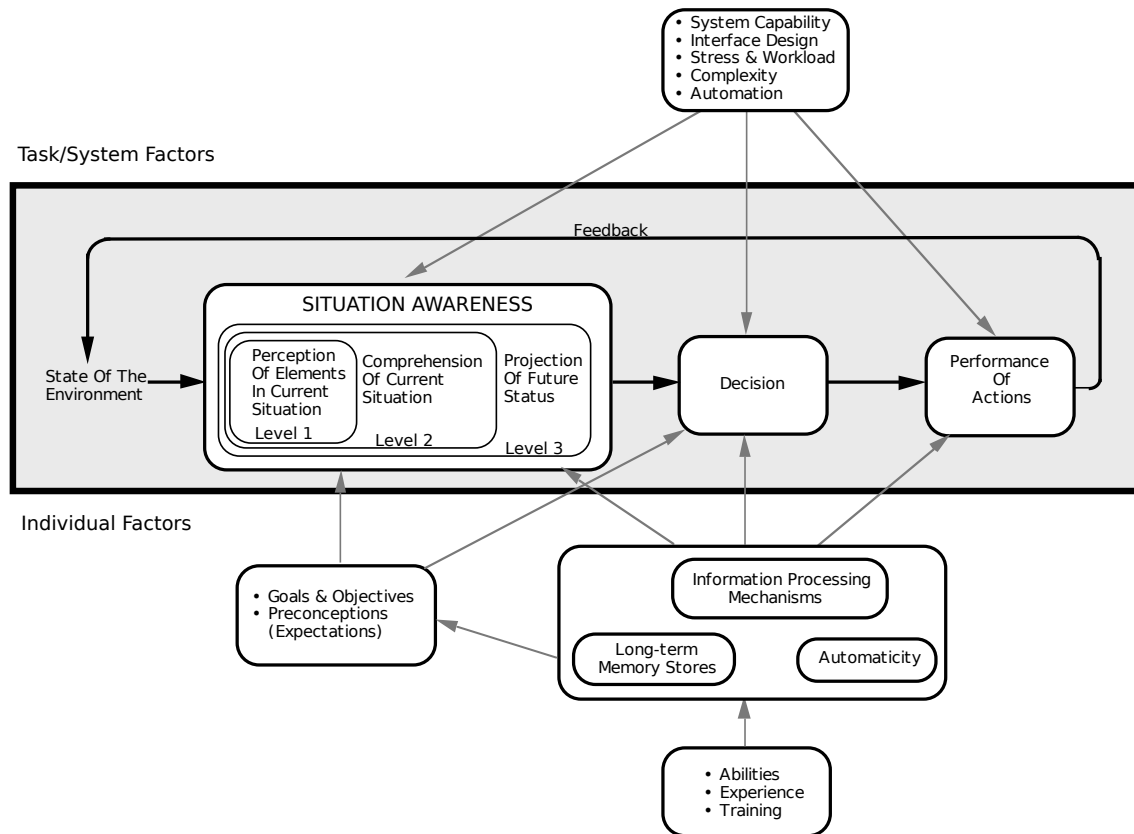 • System Capability
• Interface Design
• Stress & Workload
• Complexity
• Automation
Task/System Factors
Feedback
SITUATION AWARENESS
State Of The
Environment
Perception
Of Elements
In Current
Situation
Level 1
Comprehension
Of Current
Situation
Level 2
Projection
Of Future
Status
Level 3
Decision
Performance
Of
Actions
Individual Factors
• Goals & Objectives
• Preconceptions
(Expectations)
Information Processing
Mechanisms
Long-term
Memory Stores
Automaticity
• Abilities
• Experience
• Training